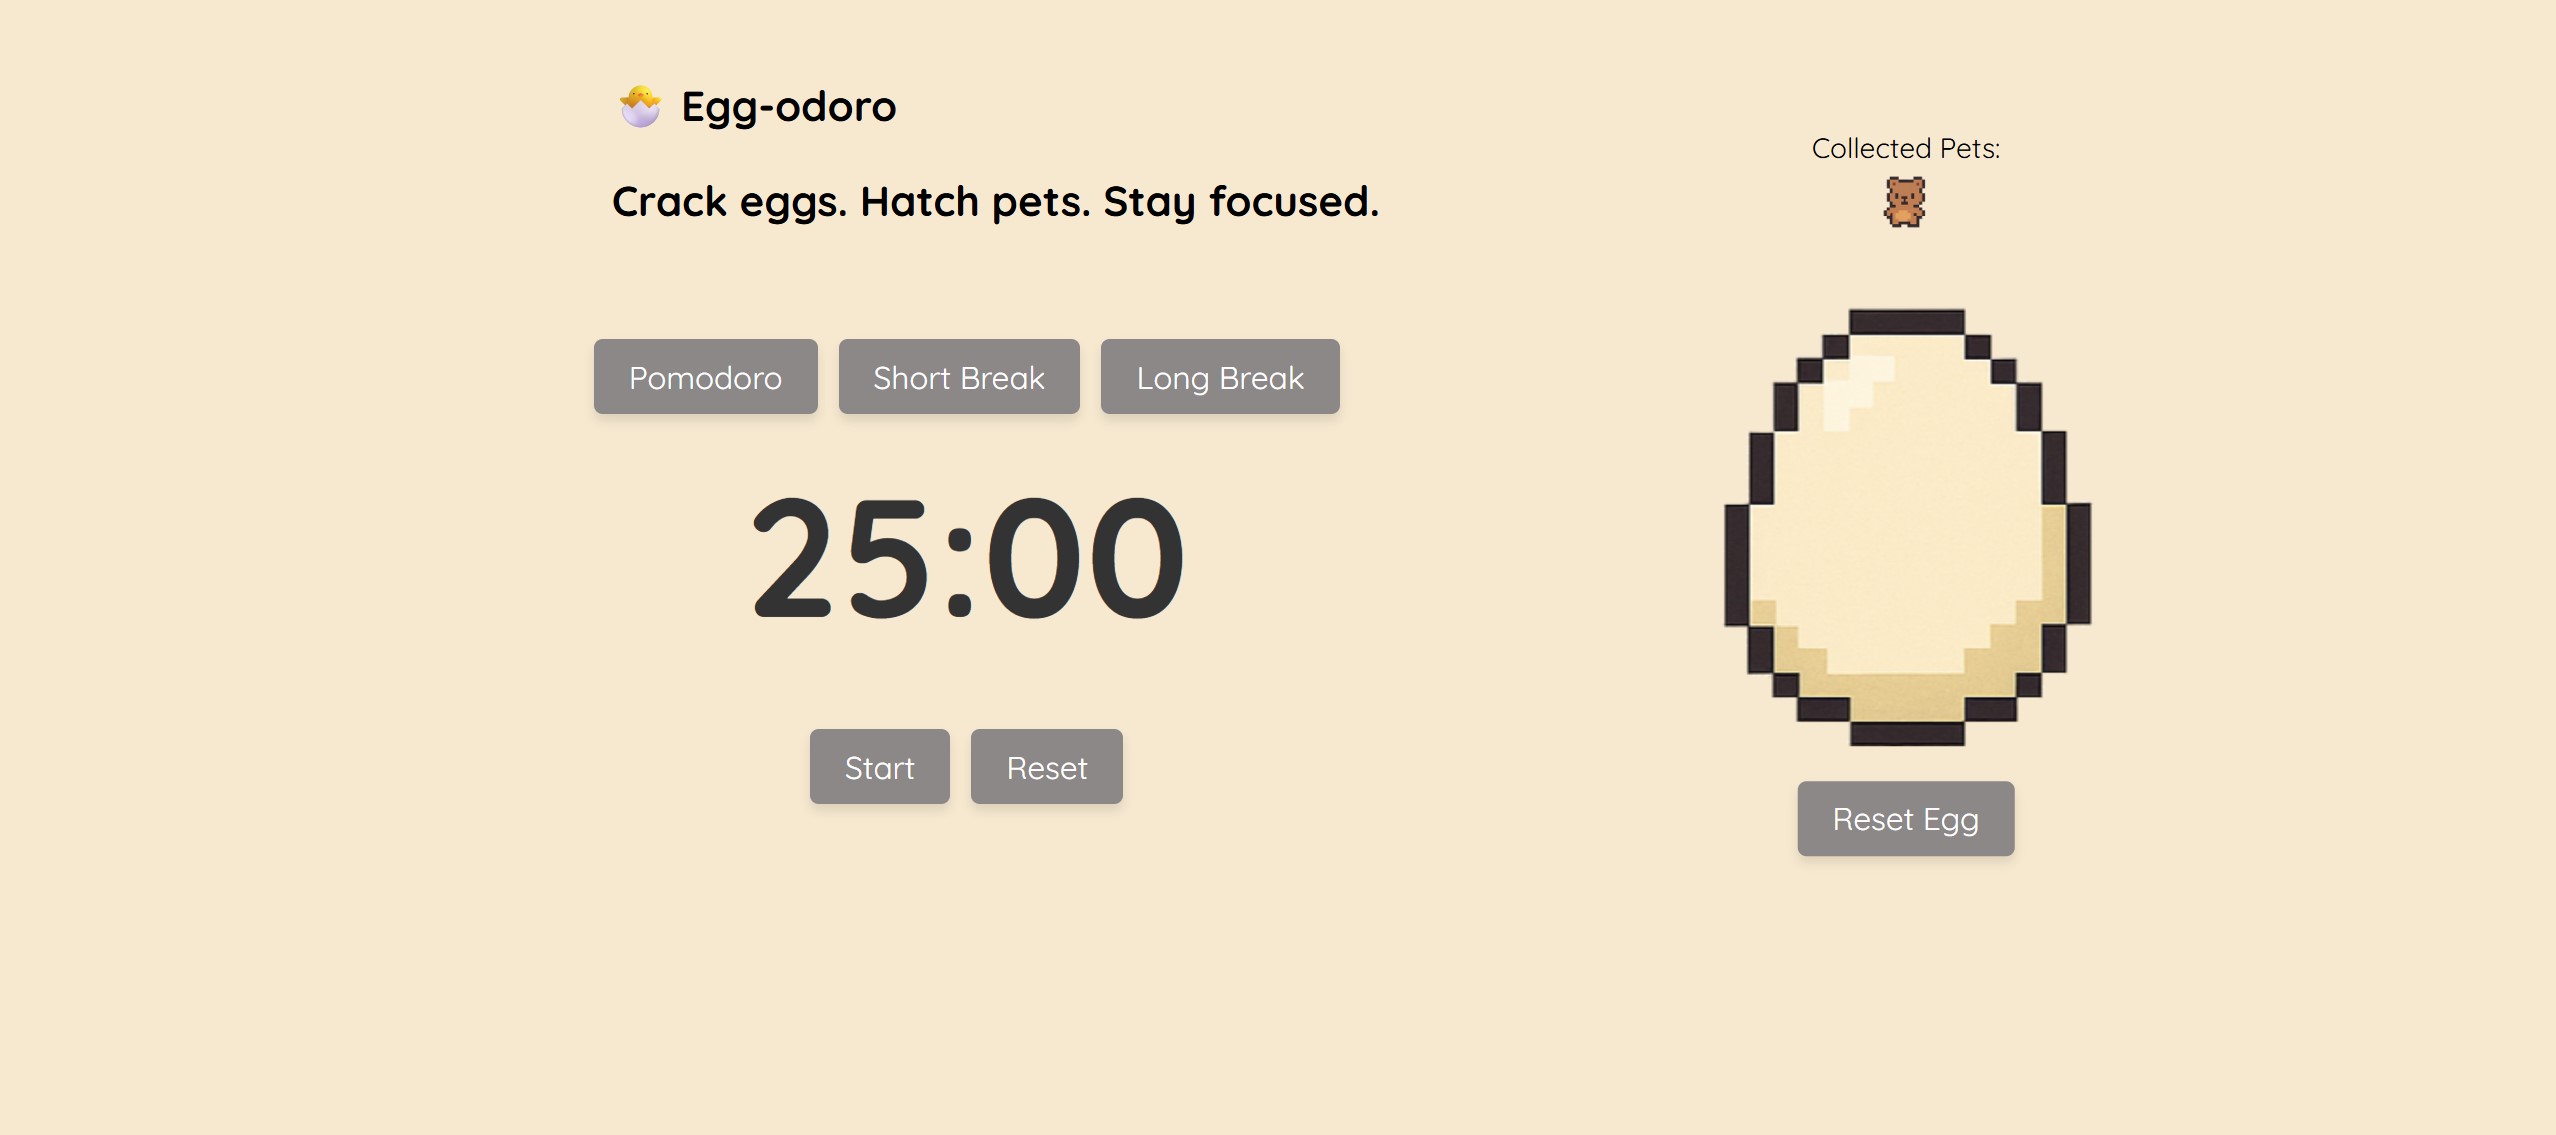 Egg-odoro
Crack eggs. Hatch pets. Stay focused.
Pomodoro
Short Break
Long Break
25:00
Start
Reset
Collected Pets:
Reset Egg